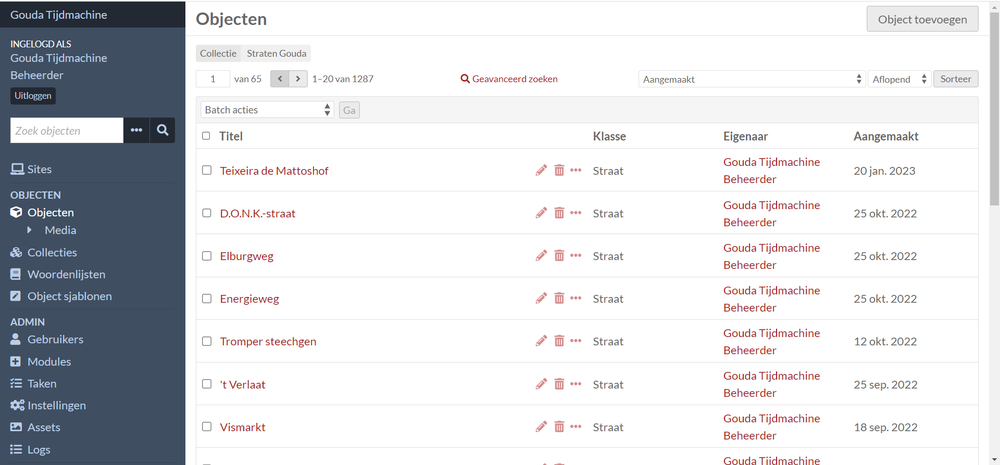 Gouda Tijdmachine
INGELOGD ALS
Gouda Tijdmachine
Beheerder
Uitloggen
Zoek objecten
Sites
OBJECTEN
Objecten
Media
Collecties
Woordenlijsten
Object sjablonen
ADMIN
Gebruikers
Modules
Taken
Instellingen
Assets
Logs
Objecten
Object toevoegen
Collectie Straten Gouda
1 van 65 1–20 van 1287 Geavanceerd zoeken Aangemaakt Aflopend Sorteer
Batch acties Ga
Titel Klasse Eigenaar Aangemaakt
Teixeira de Mattoshof Straat Gouda Tijdmachine 20 jan. 2023
Beheerder
D.O.N.K.-straat Straat Gouda Tijdmachine 25 okt. 2022
Beheerder
Elburgweg Straat Gouda Tijdmachine 25 okt. 2022
Beheerder
Energieweg Straat Gouda Tijdmachine 25 okt. 2022
Beheerder
Tromper steechgen Straat Gouda Tijdmachine 12 okt. 2022
Beheerder
't Verlaat Straat Gouda Tijdmachine 25 sep. 2022
Beheerder
Vismarkt Straat Gouda Tijdmachine 18 sep. 2022
Beheerder
Gouda Tijdmachine